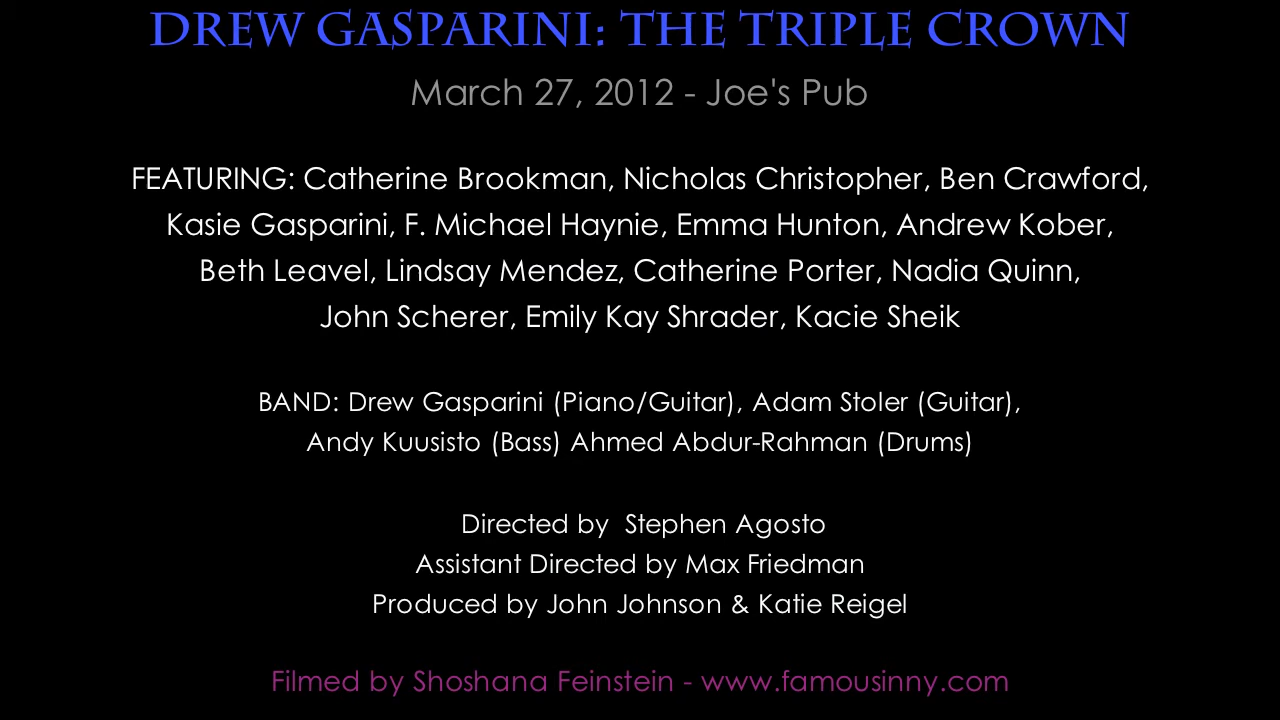 DREW GASPARINI: THE TRIPLE CROWN
March 27, 2012 - Joe's Pub
FEATURING: Catherine Brookman, Nicholas Christopher, Ben Crawford,
Kasie Gasparini, F. Michael Haynie, Emma Hunton, Andrew Kober,
Beth Leavel, Lindsay Mendez, Catherine Porter, Nadia Quinn,
John Scherer, Emily Kay Shrader, Kacie Sheik
BAND: Drew Gasparini (Piano/Guitar), Adam Stoler (Guitar),
Andy Kuusisto (Bass) Ahmed Abdur-Rahman (Drums)
Directed by  Stephen Agosto
Assistant Directed by Max Friedman
Produced by John Johnson & Katie Reigel
Filmed by Shoshana Feinstein - www.famousinny.com